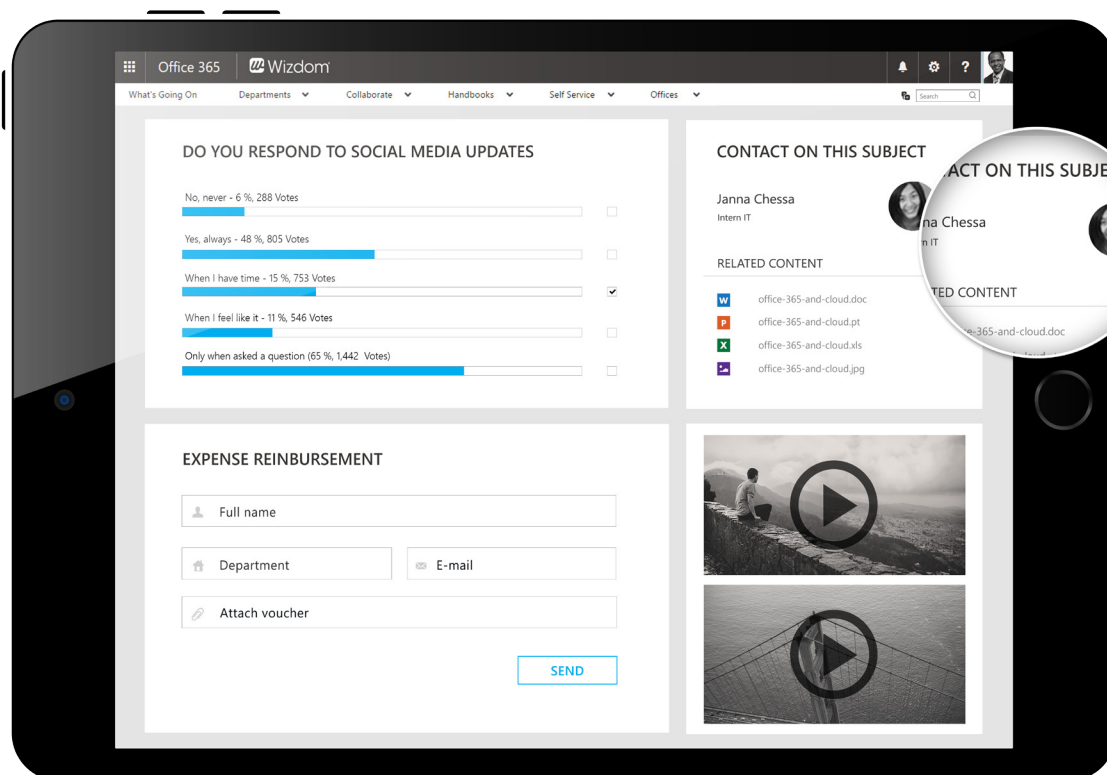 Office 365
Wizdom
?
What's Going On
Departments
Collaborate
Handbooks
Self Service
Offices
Search
DO YOU RESPOND TO SOCIAL MEDIA UPDATES
No, never - 6 %, 288 Votes
Yes, always - 48 %, 805 Votes
When I have time - 15 %, 753 Votes
When I feel like it - 11 %, 546 Votes
Only when asked a question (65 %, 1,442 Votes)
CONTACT ON THIS SUBJECT
Janna Chessa
Intern IT
RELATED CONTENT
W office-365-and-cloud.doc
P office-365-and-cloud.pt
X office-365-and-cloud.xls
office-365-and-cloud.jpg
ACT ON THIS SUBJE
na Chessa
n IT
TED CONTENT
e-365-and-cloud.doc
EXPENSE REINBURSEMENT
Full name
Department
E-mail
Attach voucher
SEND